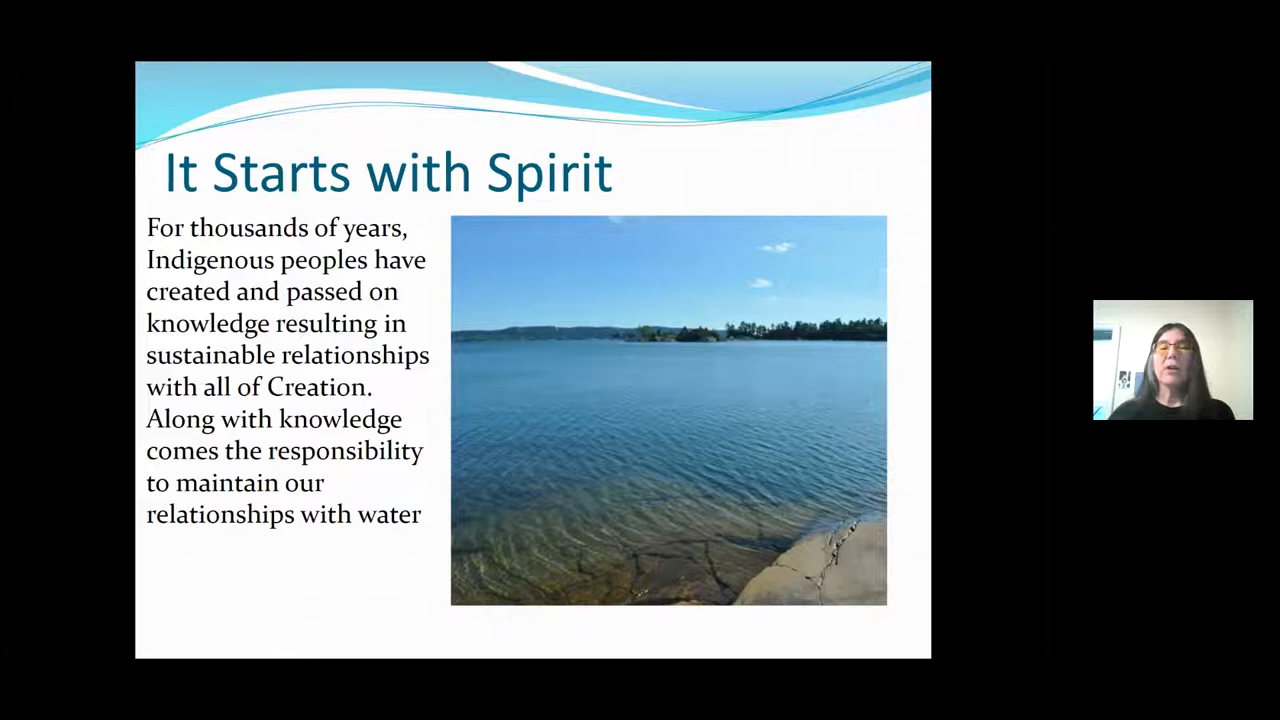 It Starts with Spirit
For thousands of years,
Indigenous peoples have
created and passed on
knowledge resulting in
sustainable relationships
with all of Creation.
Along with knowledge
comes the responsibility
to maintain our
relationships with water